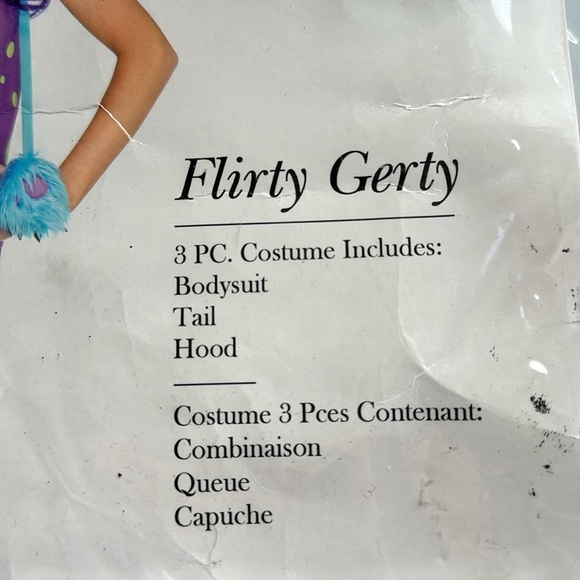 Flirty Gerty
3 PC. Costume Includes:
Bodysuit
Tail
Hood
Costume 3 Pces Contenant:
Combinaison
Queue
Capuche